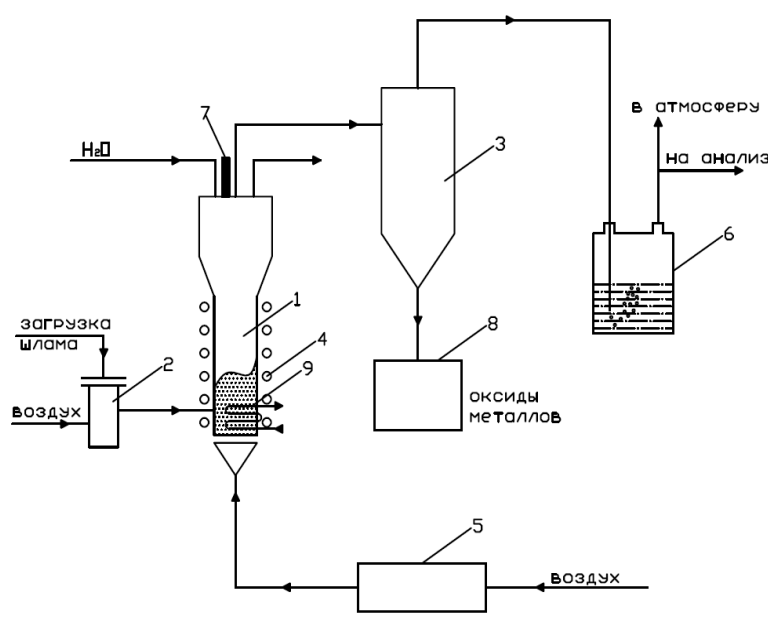 в атмосферу
7
3
H₂O
на анализ
6
1
загрузка
шлама
8
2
4
9
оксиды
металлов
воздух
5
воздух